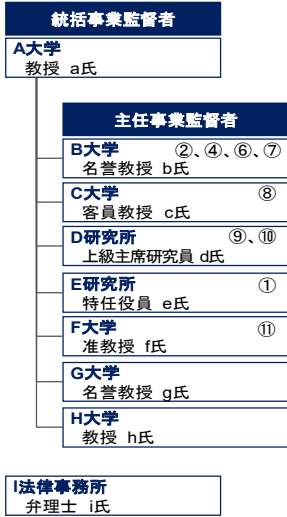 統括事業監督者
A大学
教授 a氏
主任事業監督者
B大学 ②、④、⑥、⑦
名誉教授 b氏
C大学 ⑧
客員教授 c氏
D研究所 ⑨、⑩
上級主席研究員 d氏
E研究所 ①
特任役員 e氏
F大学 ⑪
准教授 f氏
G大学
名誉教授 g氏
H大学
教授 h氏
I法律事務所
弁理士 i氏